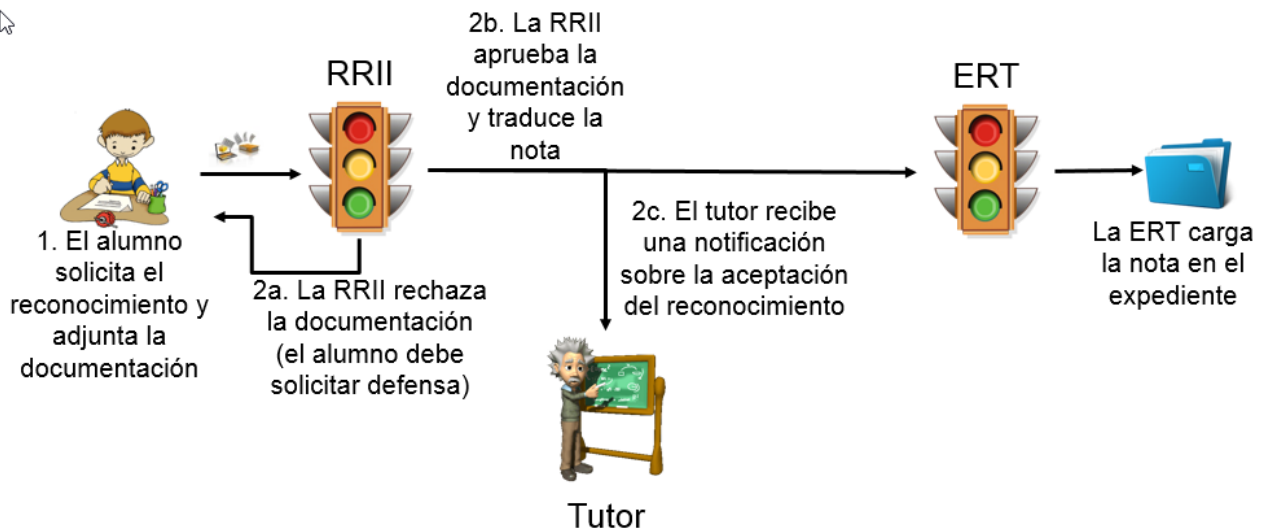 1. El alumno
solicita el
reconocimiento y
adjunta la
documentación
RRII
2a. La RRII rechaza
la documentación
(el alumno debe
solicitar defensa)
2b. La RRII
aprueba la
documentación
y traduce la
nota
2c. El tutor recibe
una notificación
sobre la aceptación
del reconocimiento
Tutor
ERT
La ERT carga
la nota en el
expediente